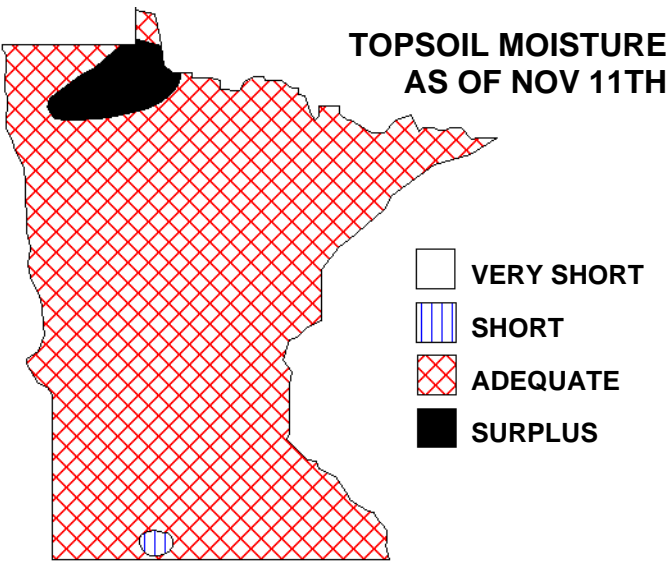 TOPSOIL MOISTURE
AS OF NOV 11TH
VERY SHORT
SHORT
ADEQUATE
SURPLUS